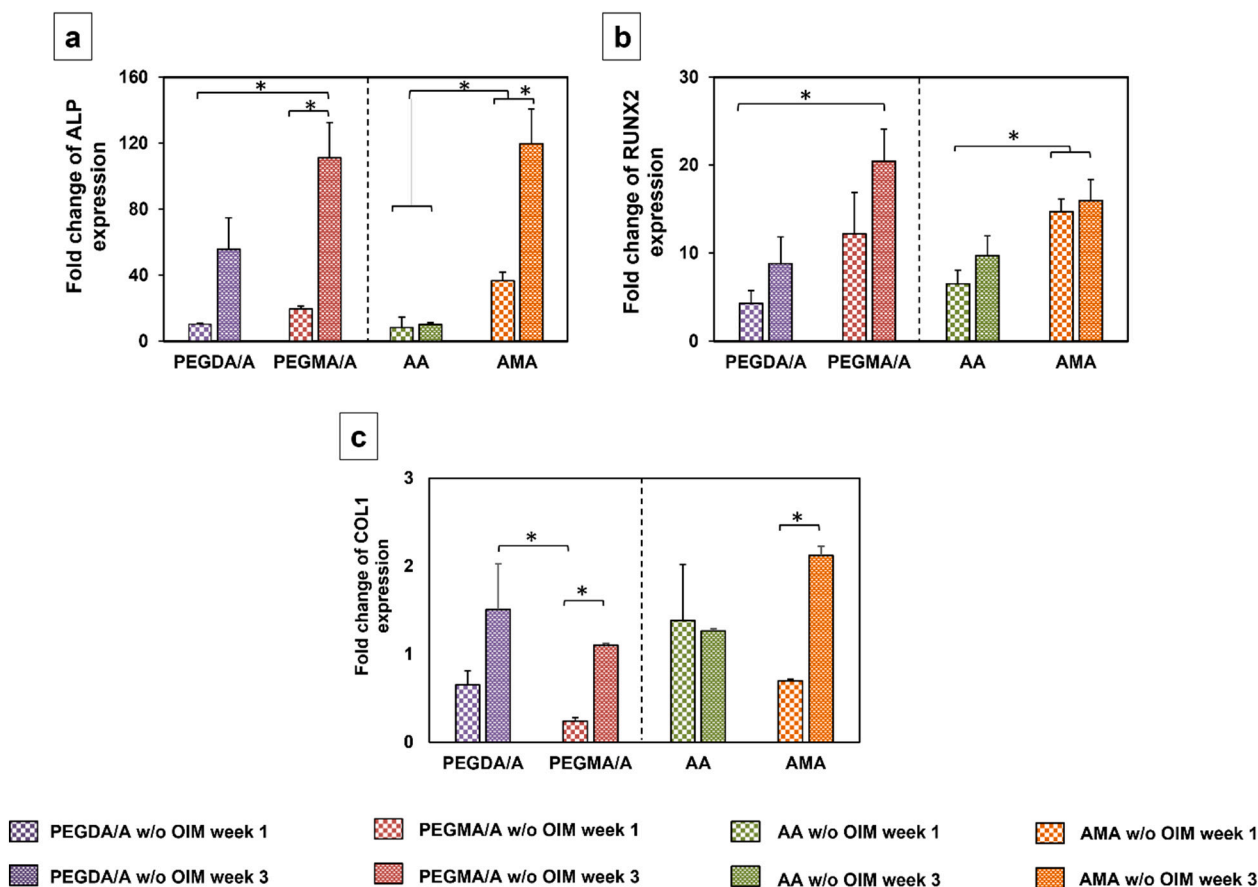 a
Fold change of ALP
expression
160
120
80
40
0
*
*
*
*
PEGDA/A PEGMA/A AA AMA
b
Fold change of RUNX2
expression
30
20
10
0
*
*
PEGDA/A PEGMA/A AA AMA
c
Fold change of COL1
expression
3
2
1
0
*
*
*
PEGDA/A PEGMA/A AA AMA
PEGDA/A w/o OIM week 1 PEGMA/A w/o OIM week 1 AA w/o OIM week 1 AMA w/o OIM week 1
PEGDA/A w/o OIM week 3 PEGMA/A w/o OIM week 3 AA w/o OIM week 3 AMA w/o OIM week 3